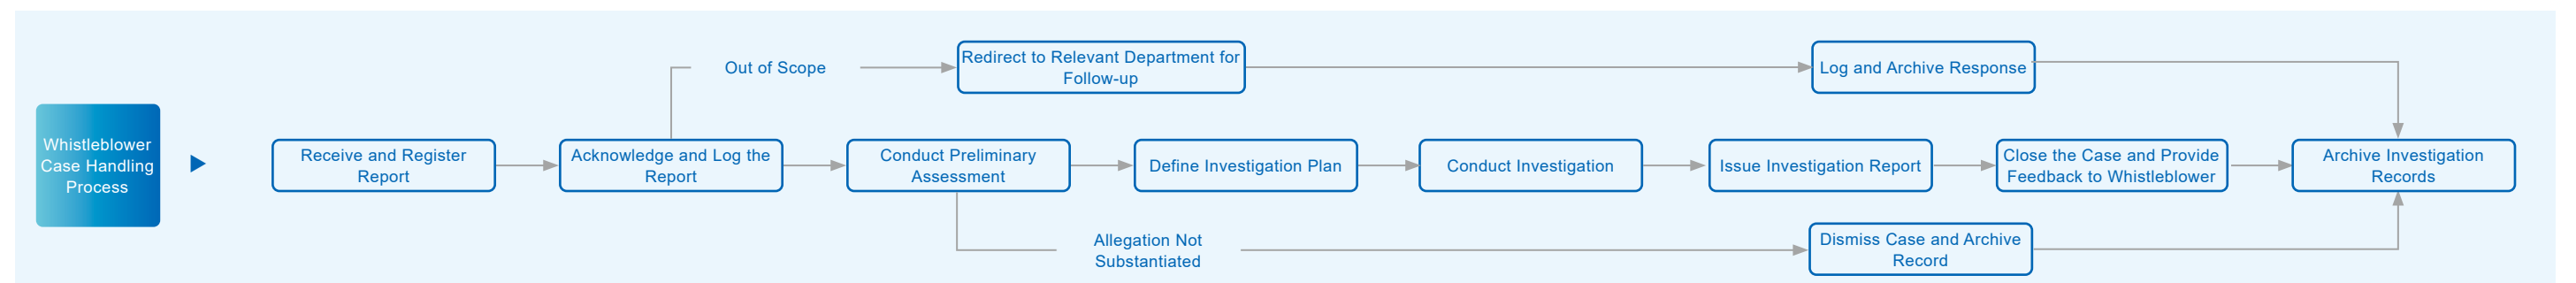 Whistleblower
Case Handling
Process
Out of Scope
Redirect to Relevant Department for
Follow-up
Log and Archive Response
Receive and Register
Report
Acknowledge and Log the
Report
Conduct Preliminary
Assessment
Define Investigation Plan
Conduct Investigation
Issue Investigation Report
Close the Case and Provide
Feedback to Whistleblower
Archive Investigation
Records
Allegation Not
Substantiated
Dismiss Case and Archive
Record